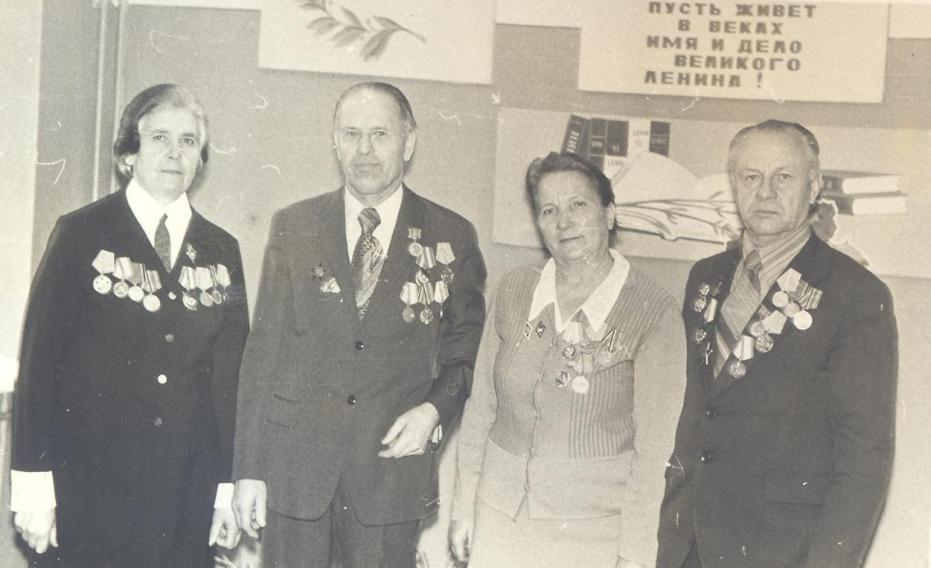 ПУСТЬ ЖИВЕТ
В ВЕКАХ
ИМЯ И ДЕЛО
ВЕЛИКОГО
ЛЕНИНА !